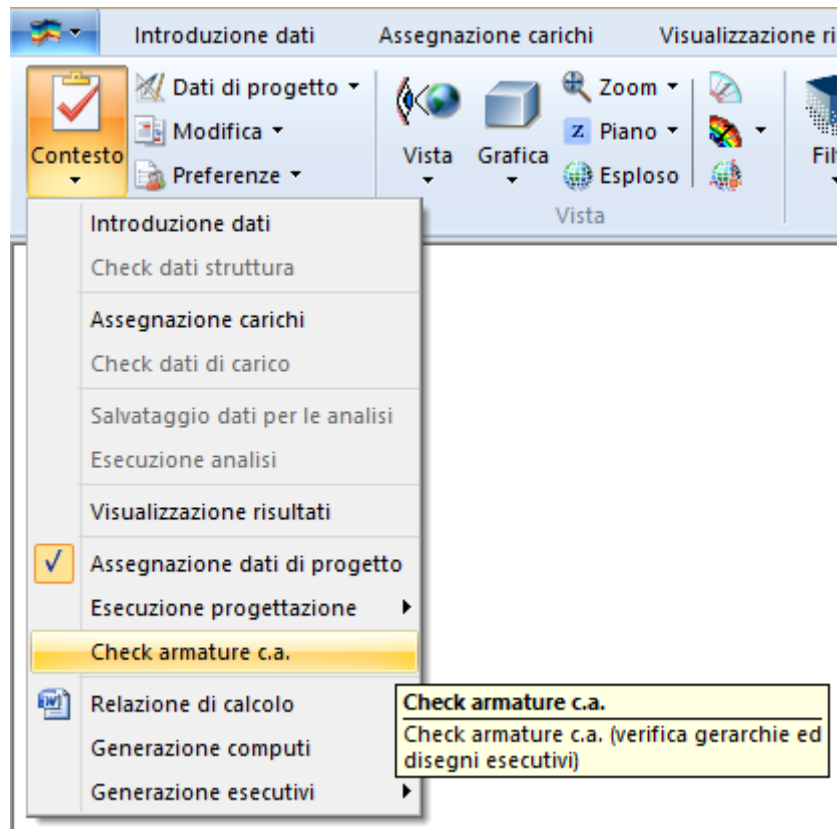 Introduzione dati
Assegnazione carichi
Visualizzazione ri
Contesto
Dati di progetto
Modifica
Preferenze
Vista
Grafica
Zoom
Z Piano
Esploso
Fil
Vista
Introduzione dati
Check dati struttura
Assegnazione carichi
Check dati di carico
Salvataggio dati per le analisi
Esecuzione analisi
Visualizzazione risultati
Assegnazione dati di progetto
Esecuzione progettazione
Check armature c.a.
Relazione di calcolo
Generazione computi
Generazione esecutivi
Check armature c.a.
Check armature c.a. (verifica gerarchie ed
disegni esecutivi)